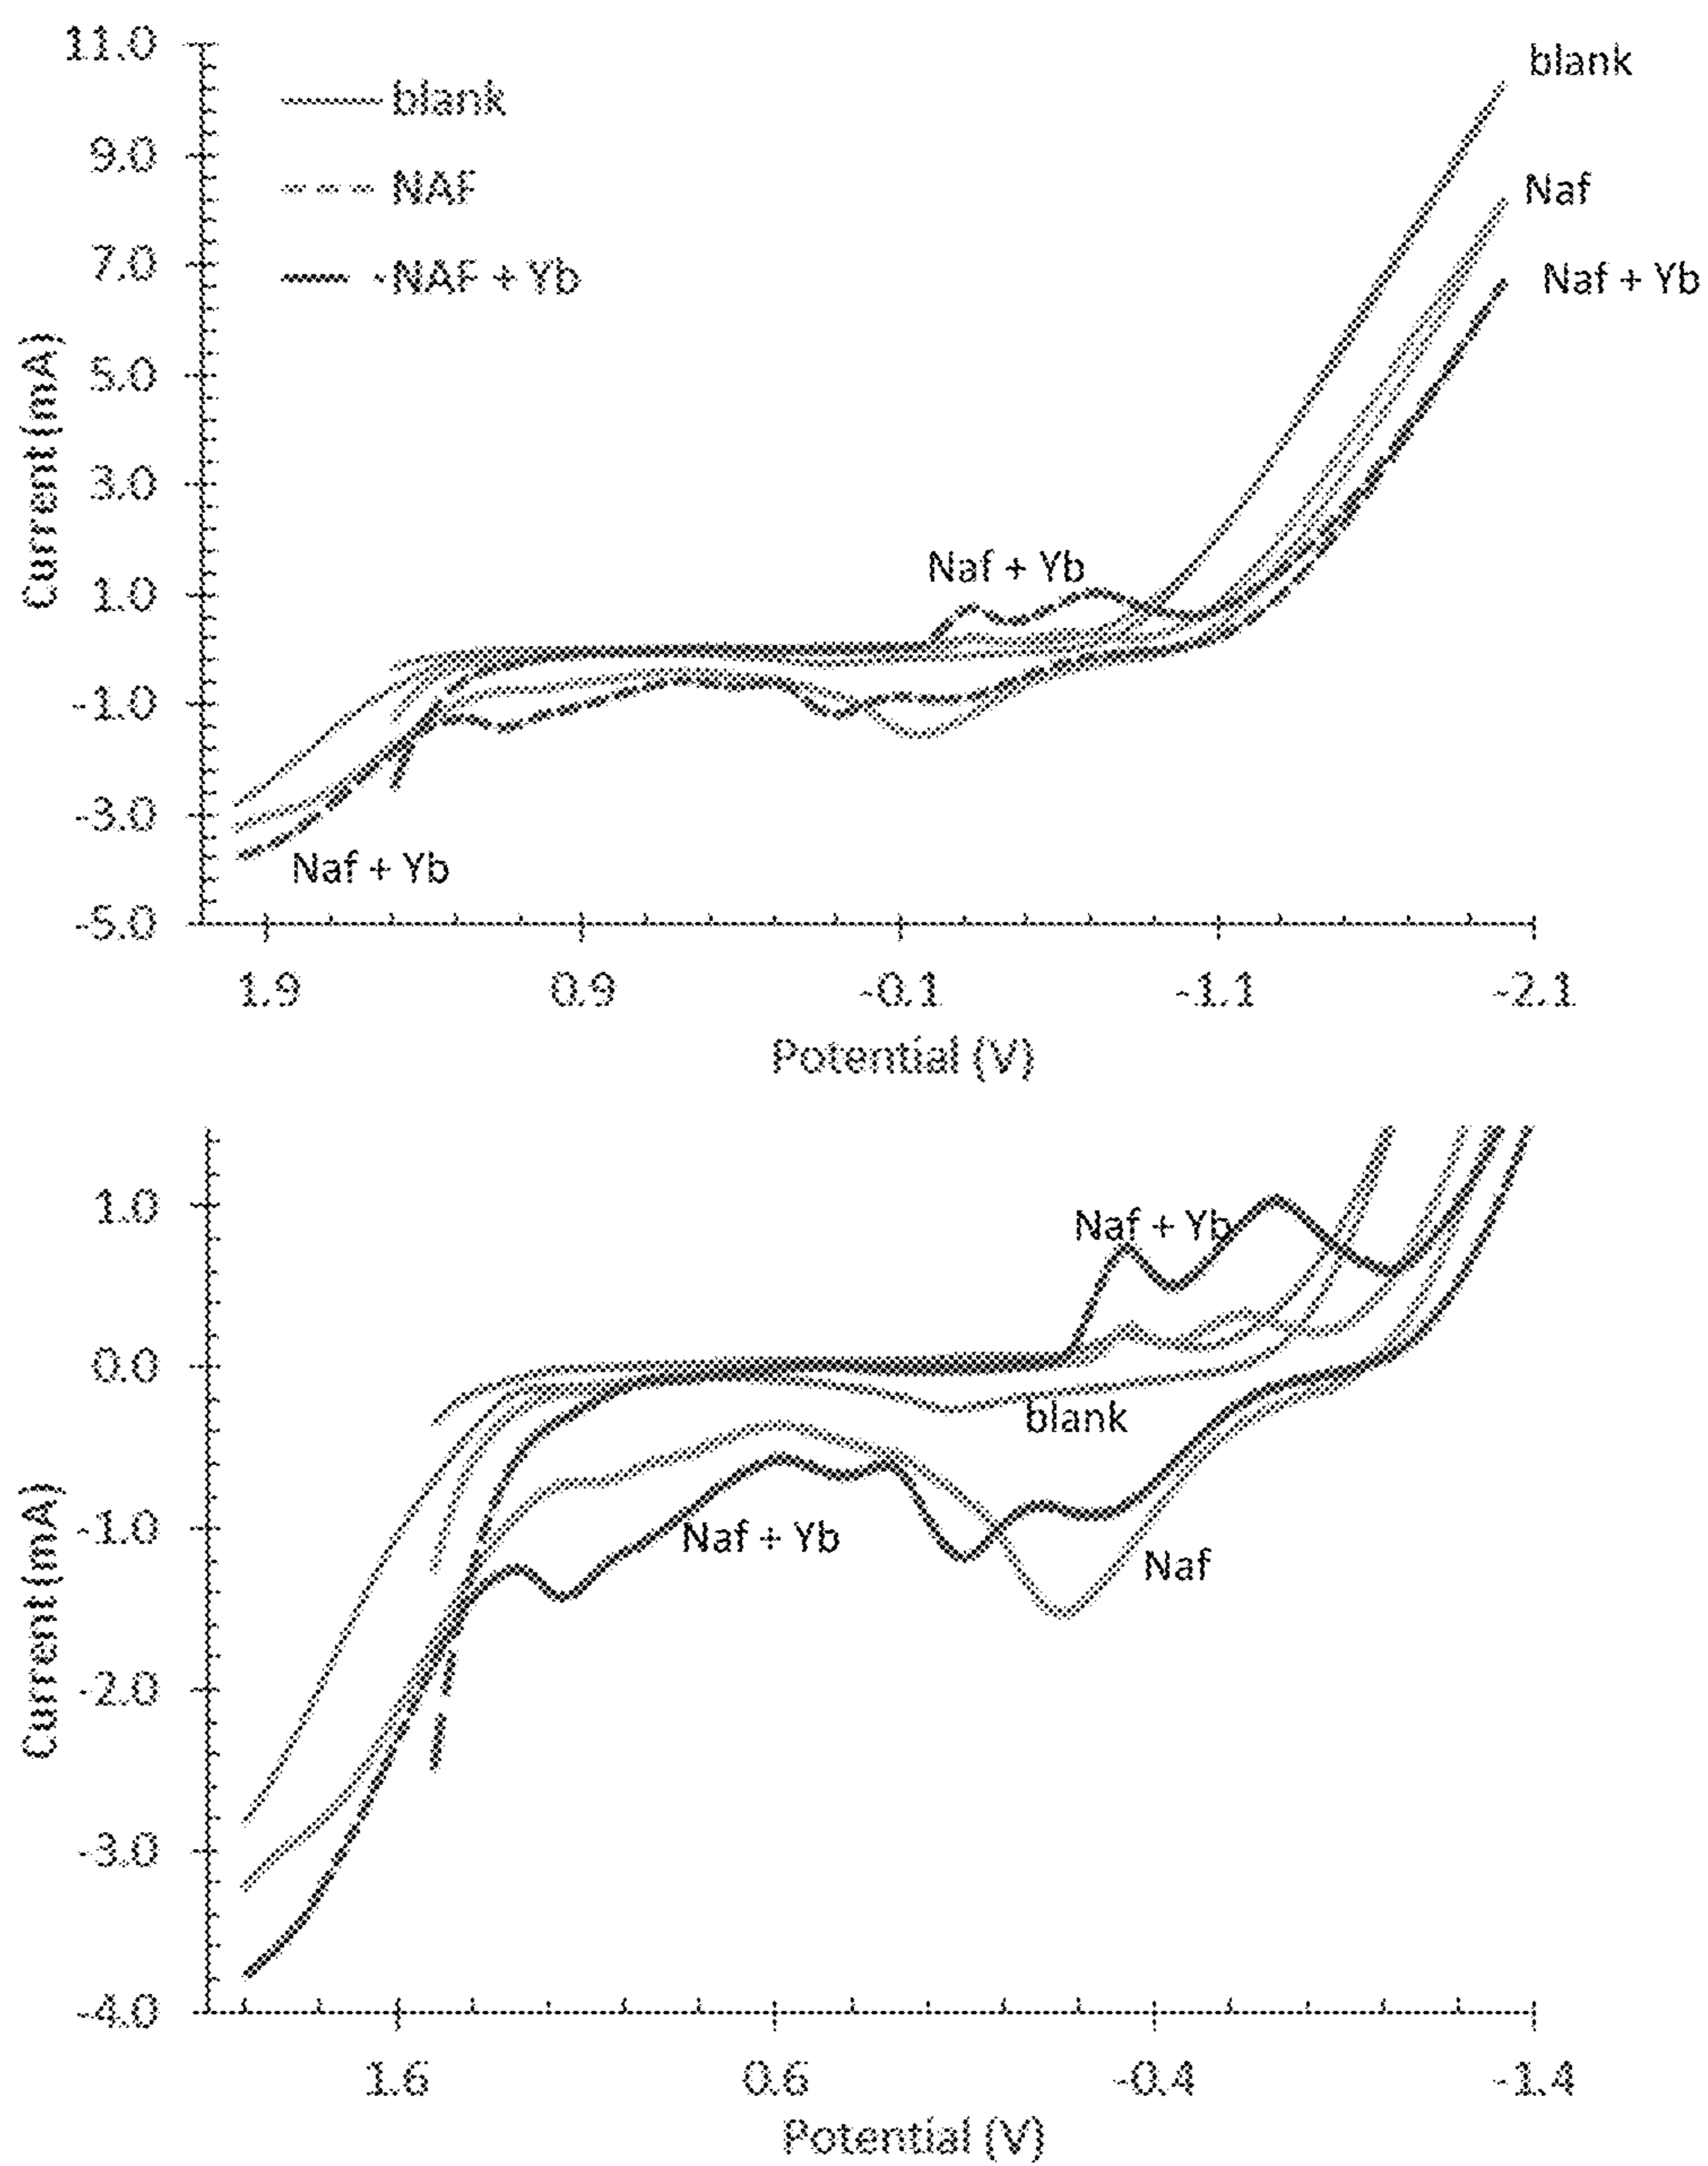 11.0
blank
blank
9.0
NAF
Naf
7.0
NAF + Yb
Naf + Yb
5.0
Current (mA)
3.0
Naf + Yb
1.0
-1.0
-3.0
Naf + Yb
-5.0
1.9 0.9 -0.1 -1.1 -2.1
Potential (V)
1.0
Naf + Yb
0.0
blank
-1.0
Naf + Yb
Naf
Current (mA)
-2.0
-3.0
-4.0
1.6 0.6 -0.4 -1.4
Potential (V)